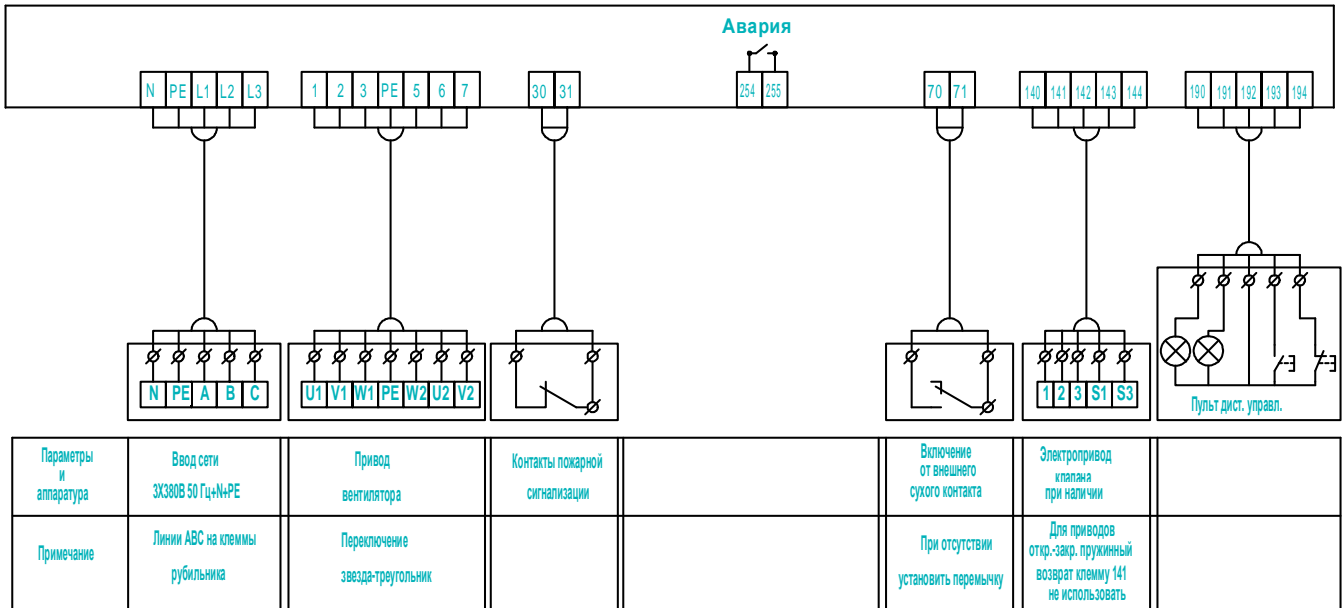 Авария
N PE L1 L2 L3
1 2 3 PE 5 6 7
30 31
254 255
70 71
140 141 142 143 144
190 191 192 193 194
N PE A B C
U1 V1 W1 PE W2 U2 V2
1 2 3 S1 S3
Пульт дист. управл.
Параметры
и
аппаратура
Ввод сети
3X380В 50 Гц+N+PE
Привод
вентилятора
Контакты пожарной
сигнализации
Включение
от внешнего
сухого контакта
Электропривод
клапана
при наличии
Примечание
Линии ABC на клеммы
рубильника
Переключение
звезда-треугольник
При отсутствии
установить перемычку
Для приводов
откр.-закр. пружинный
возврат клемму 141
не использовать